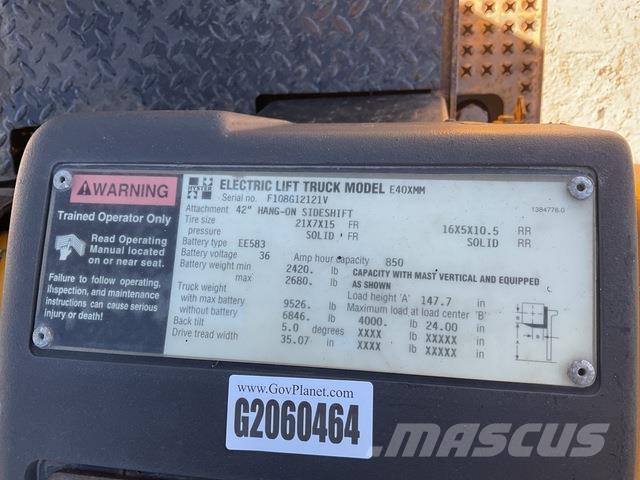 WARNING
Trained Operator Only
Read Operating
Manual located
on or near seat.
Failure to follow operating,
inspection, and maintenance
instructions can cause serious
injury or death!
HYSTER
ELECTRIC LIFT TRUCK MODEL E40XMM
Serial no. F108G12121V
Attachment 42" HANG-ON SIDESHIFT
1384776.0
Tire size 21X7X15 FR 16X5X10.5 RR
pressure SOLID FR SOLID RR
Battery type EE583
Battery voltage 36 Amp hour capacity 850
Battery weight min 2420. lb
max 2680. lb
Truck weight
with max battery 9526. lb
without battery 6846. lb
Back tilt 5.0 degrees
Drive tread width 35.07 in
CAPACITY WITH MAST VERTICAL AND EQUIPPED
AS SHOWN
Load height 'A' 147.7 in
Maximum load at load center 'B'
4000. lb 24.00 in
XXXX lb XXXXX in
XXXX lb XXXXX in
B
A
www.GovPlanet.com
G2060464
MASCUS